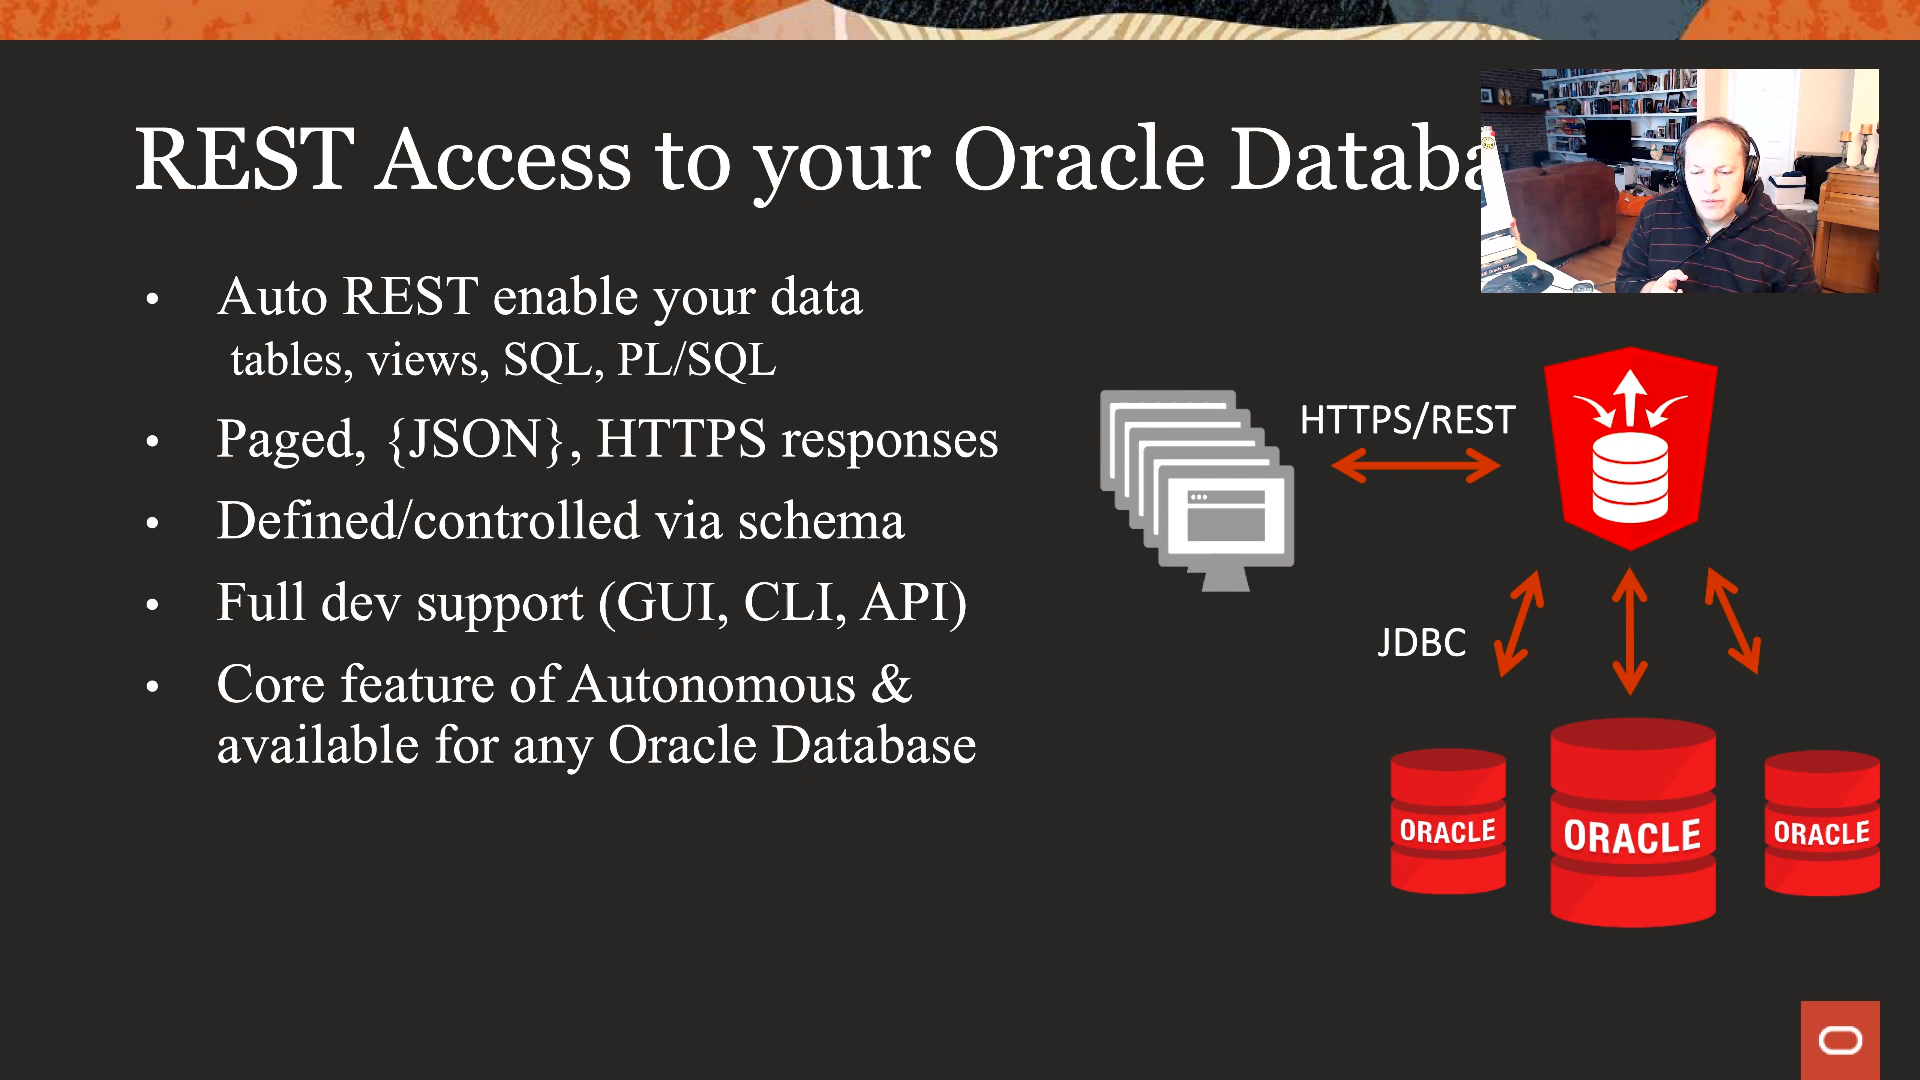 REST Access to your Oracle Databa
• Auto REST enable your data
tables, views, SQL, PL/SQL
• Paged, {JSON}, HTTPS responses
• Defined/controlled via schema
• Full dev support (GUI, CLI, API)
• Core feature of Autonomous &
available for any Oracle Database
HTTPS/REST
JDBC
ORACLE
ORACLE
ORACLE